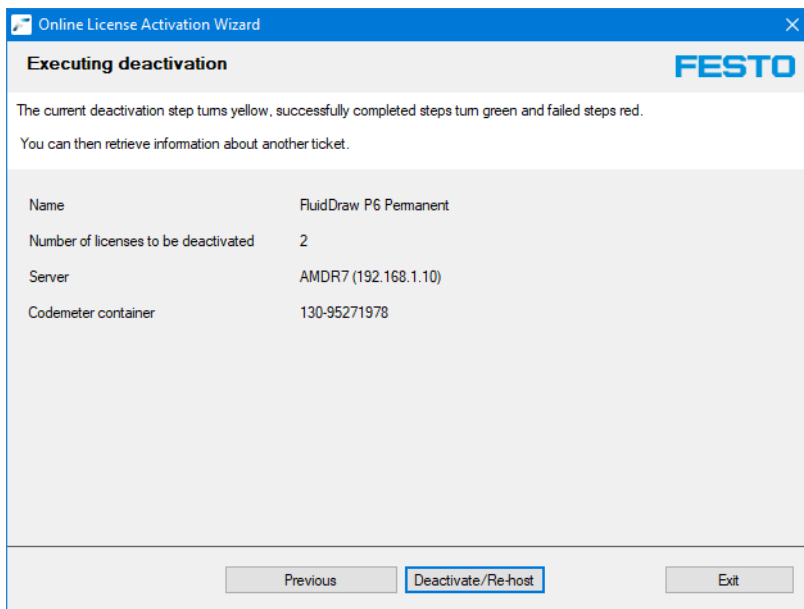 Online License Activation Wizard
Executing deactivation
FESTO
The current deactivation step turns yellow, successfully completed steps turn green and failed steps red.
You can then retrieve information about another ticket.
Name FluidDraw P6 Permanent
Number of licenses to be deactivated 2
Server AMDR7 (192.168.1.10)
Codemeter container 130-95271978
Previous Deactivate/Re-host Exit